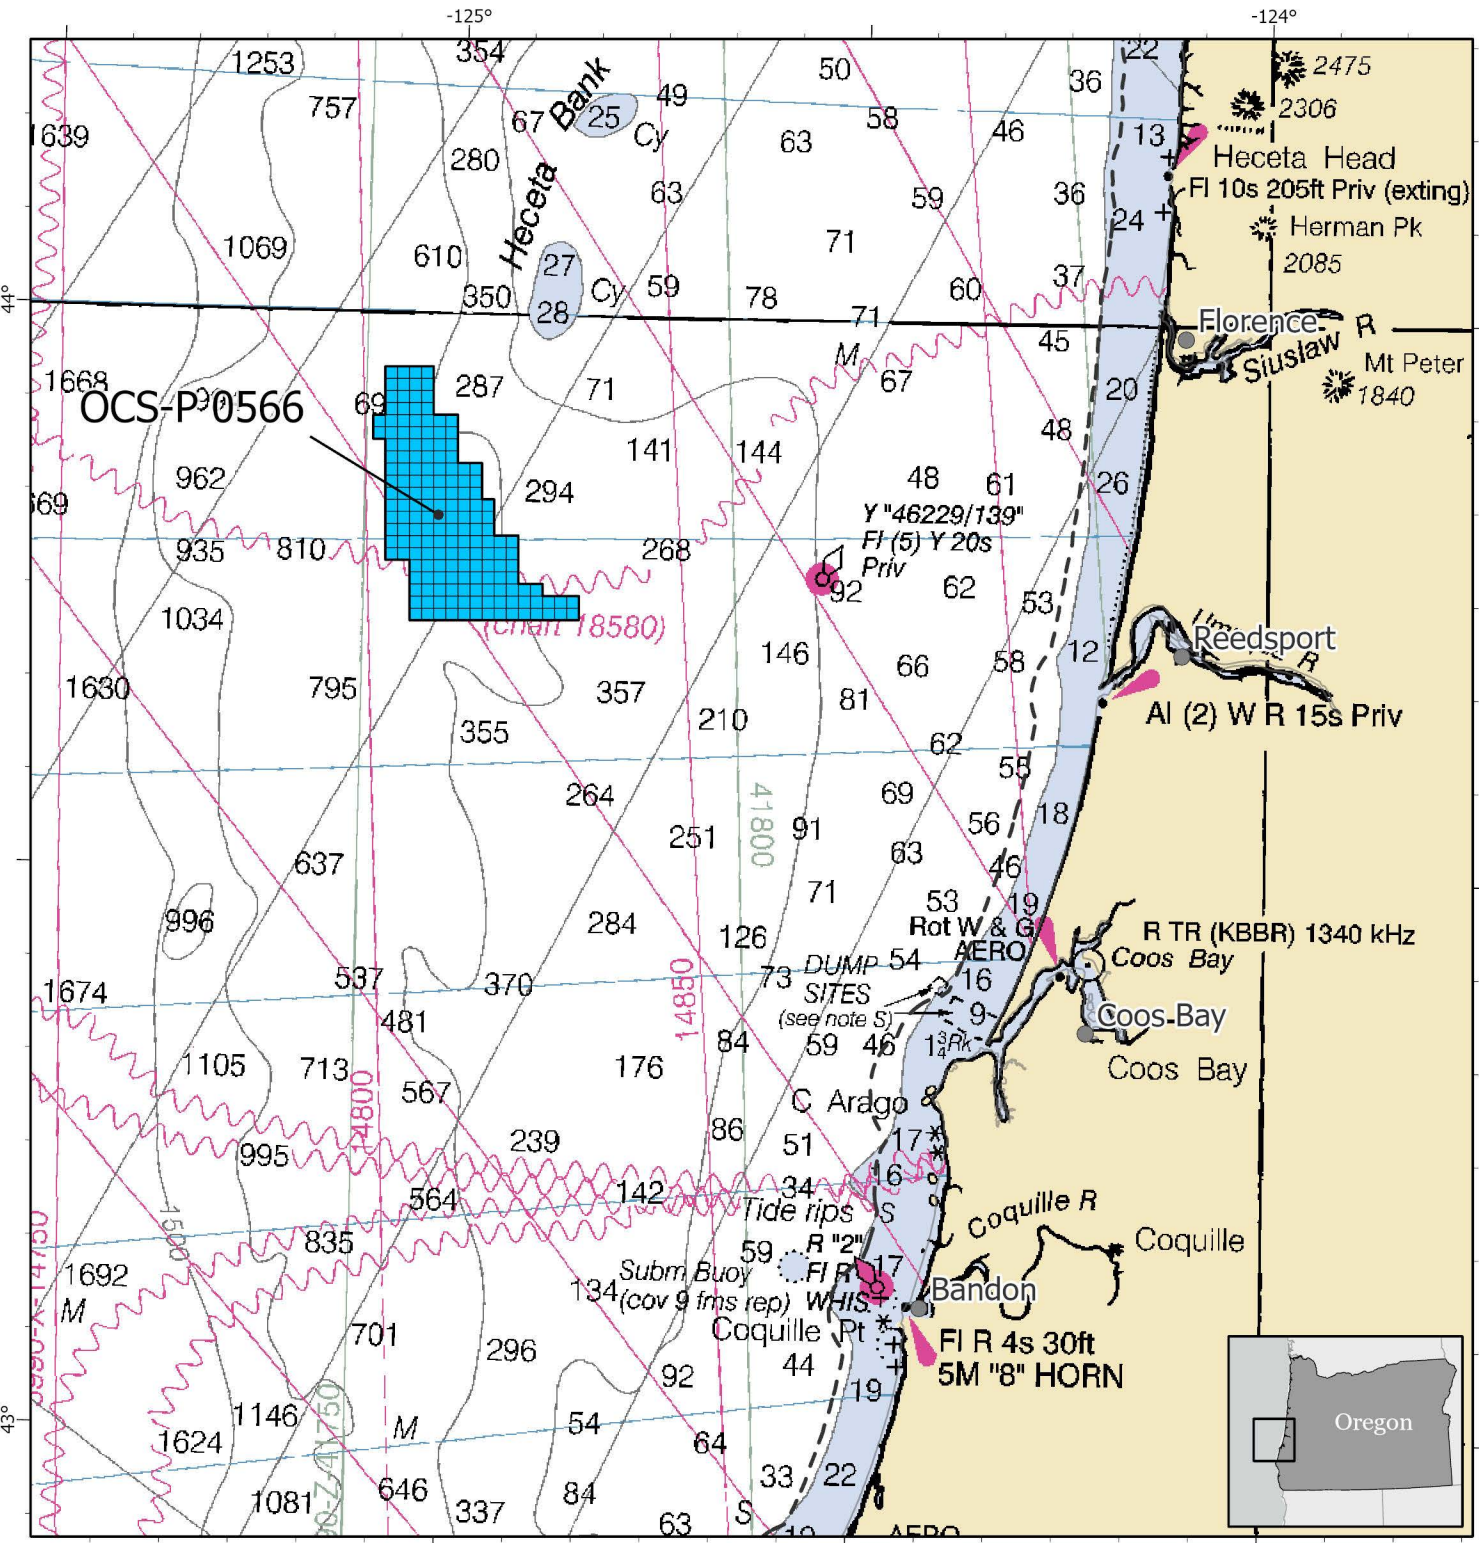 -125°
-124°
354
22
1253
50
36
2475
757
49
2306
67
Bank
25
58
1639
Cy
63
46
13
280
Heceta Head
63
59
36
Fl 10s 205ft Priv (exting)
Heceta
24
Herman Pk
1069
71
610
27
2085
37
350
Cy
59
78
60
44°
28
71
Florence
R
45
M
Siuslaw
Mt Peter
1668
287
71
67
20
1840
69
OCS-P 0566
48
141
144
962
48
61
26
294
669
Y "46229/139"
Fl (5) Y 20s
935
810
268
Priv
92
62
53
1034
(chart 18580)
Reedsport
R
146
12
66
58
1630
795
357
81
Al (2) W R 15s Priv
210
355
62
55
264
69
41800
18
251
91
56
637
63
46
71
53
19
996
284
Rot W & G
R TR (KBBR) 1340 kHz
126
AERO
Coos Bay
DUMP
54
537
370
73
16
SITES
1674
14850
(see note S)
9
Coos Bay
481
84
59
46
1¾
Rk
1105
713
176
Coos Bay
567
14800
C Arago
86
17
239
51
995
16
34
564
142
Tide rips
S
Coquille R
1500
R "2"
835
59
Coquille
Subm Buoy
Fl R
17
1692
134
(cov 9 fms rep)
WHIS
Bandon
M
Coquille Pt
701
Fl R 4s 30ft
296
44
5M "8" HORN
92
19
5990-X-14750
1146
54
43°
M
Oregon
1624
64
33
22
646
84
1081
337
S
63
19
AERO